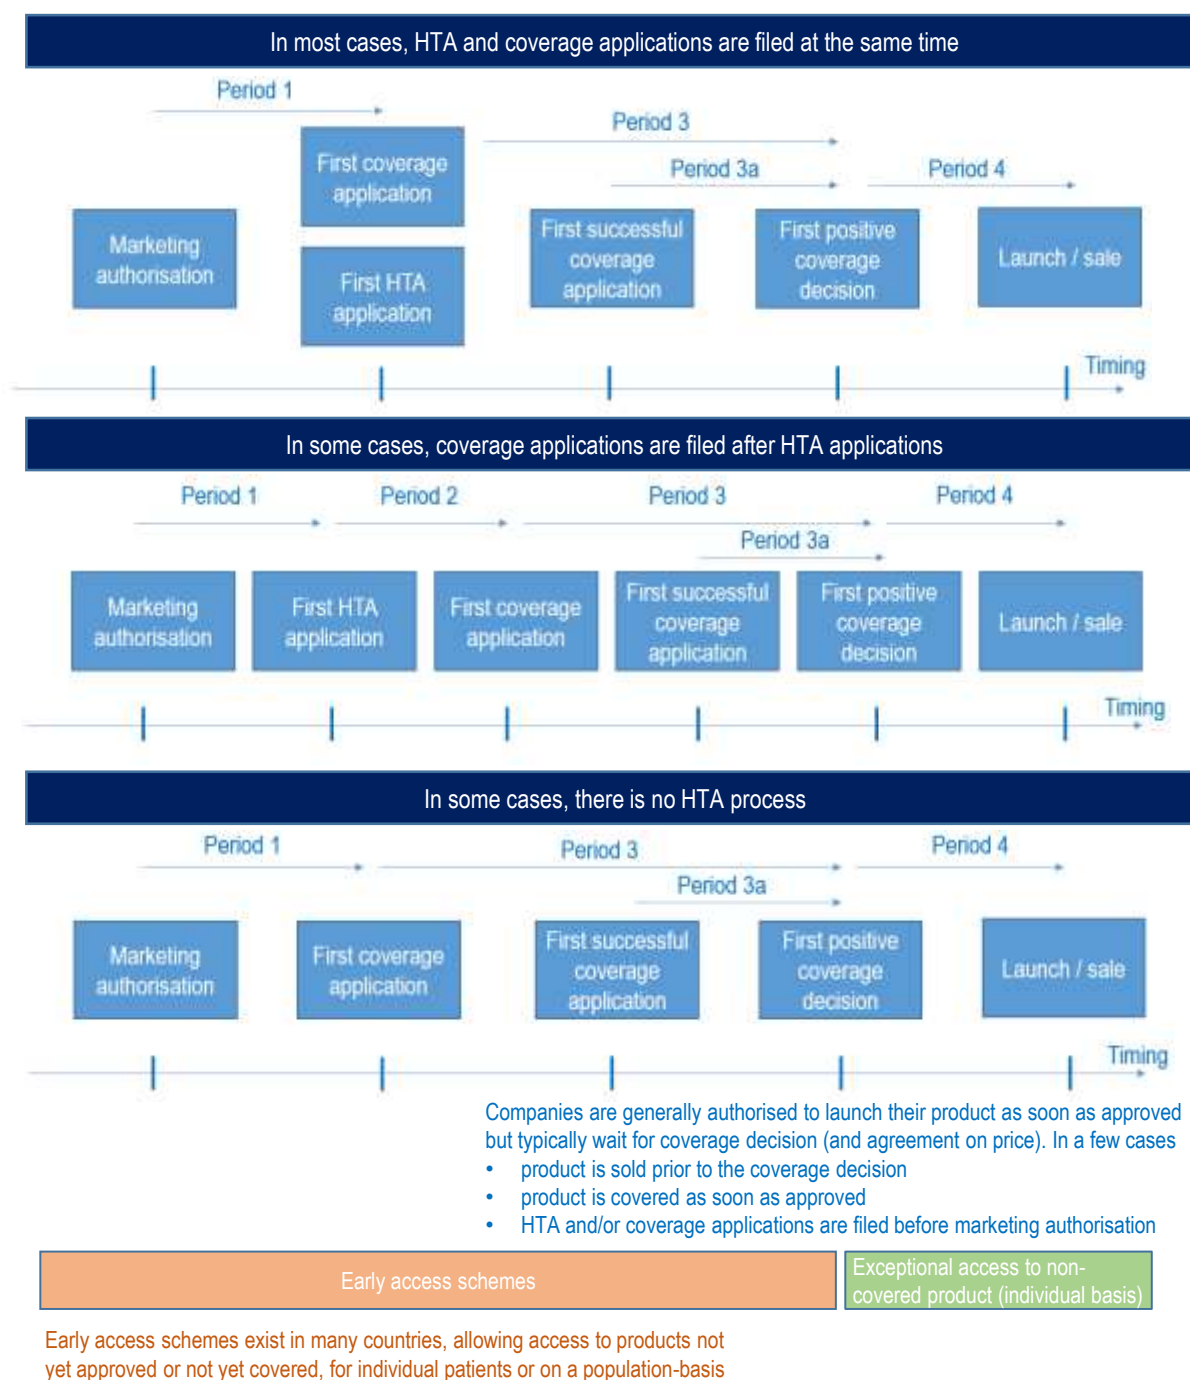 In most cases, HTA and coverage applications are filed at the same time
Period 1
Period 3
Period 3a
Period 4
Marketing
authorisation
First coverage
application
First HTA
application
First successful
coverage
application
First positive
coverage
decision
Launch / sale
Timing
In some cases, coverage applications are filed after HTA applications
Period 1
Period 2
Period 3
Period 4
Period 3a
Marketing
authorisation
First HTA
application
First coverage
application
First successful
coverage
application
First positive
coverage
decision
Launch / sale
Timing
In some cases, there is no HTA process
Period 1
Period 3
Period 4
Period 3a
Marketing
authorisation
First coverage
application
First successful
coverage
application
First positive
coverage
decision
Launch / sale
Timing
Companies are generally authorised to launch their product as soon as approved
but typically wait for coverage decision (and agreement on price). In a few cases
• product is sold prior to the coverage decision
• product is covered as soon as approved
• HTA and/or coverage applications are filed before marketing authorisation
Early access schemes
Exceptional access to non-
covered product (individual basis)
Early access schemes exist in many countries, allowing access to products not
yet approved or not yet covered, for individual patients or on a population-basis